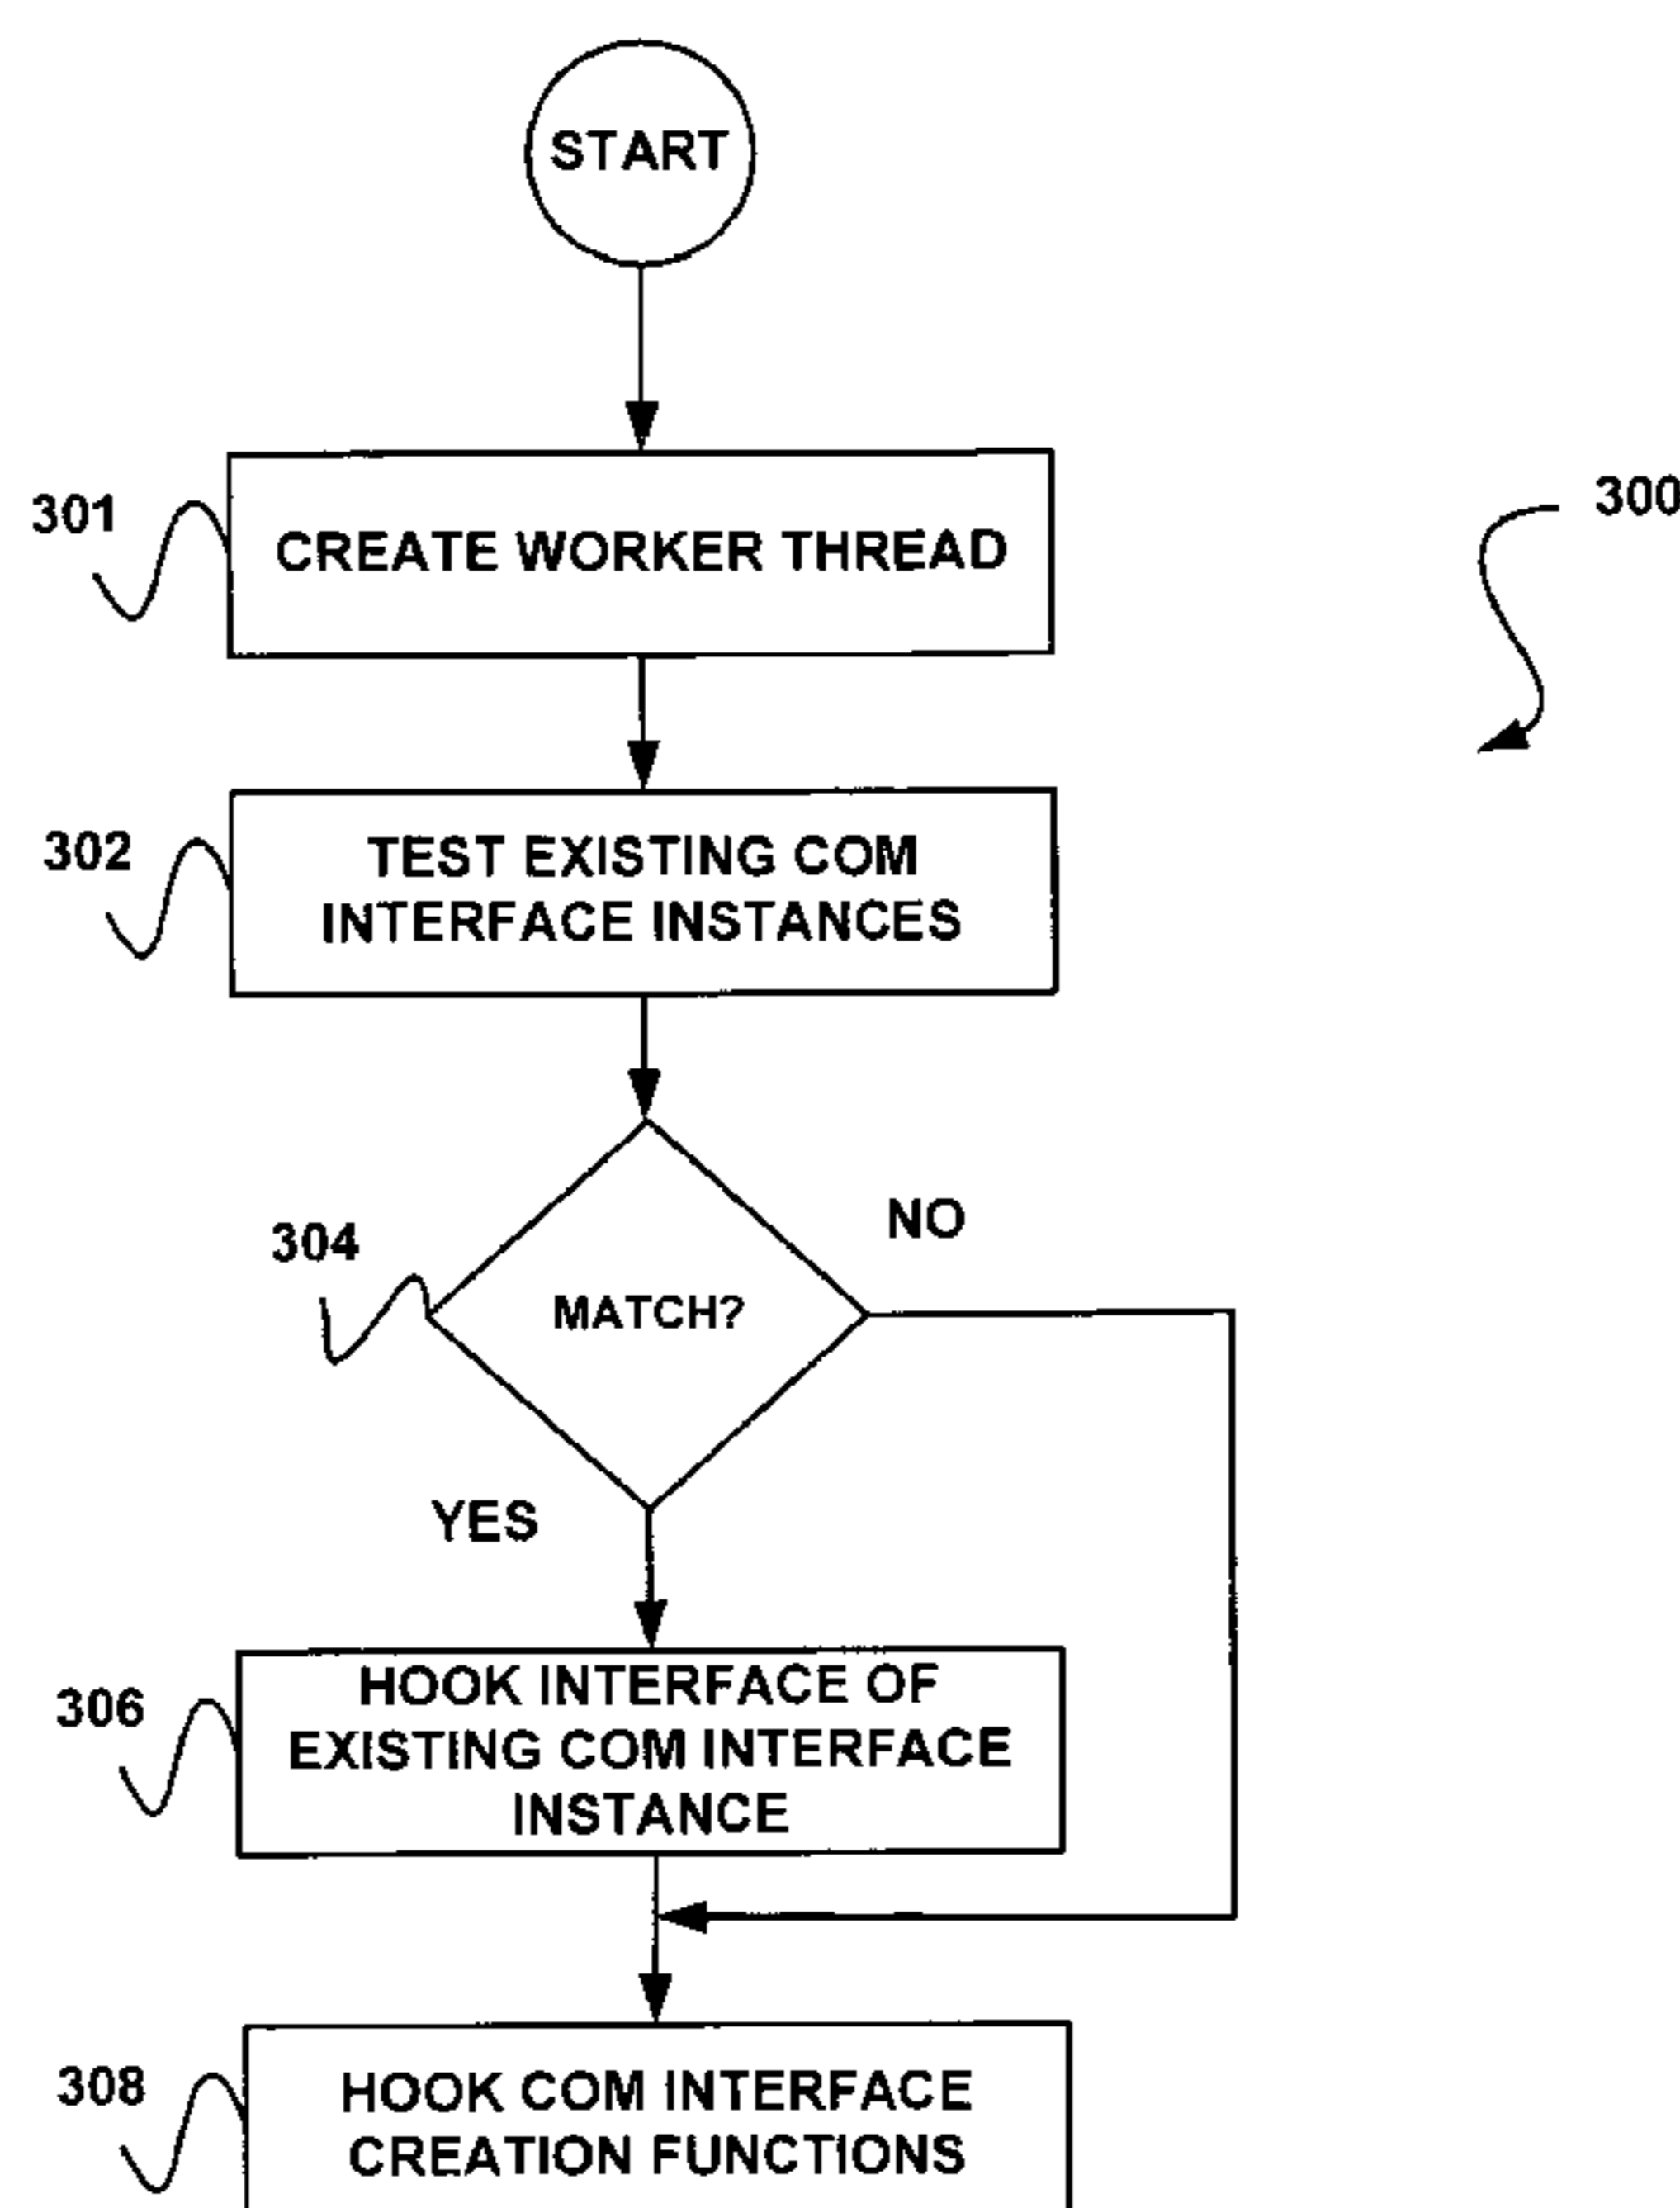 START
301
CREATE WORKER THREAD
300
302
TEST EXISTING COM
INTERFACE INSTANCES
304
NO
MATCH?
YES
306
HOOK INTERFACE OF
EXISTING COM INTERFACE
INSTANCE
308
HOOK COM INTERFACE
CREATION FUNCTIONS